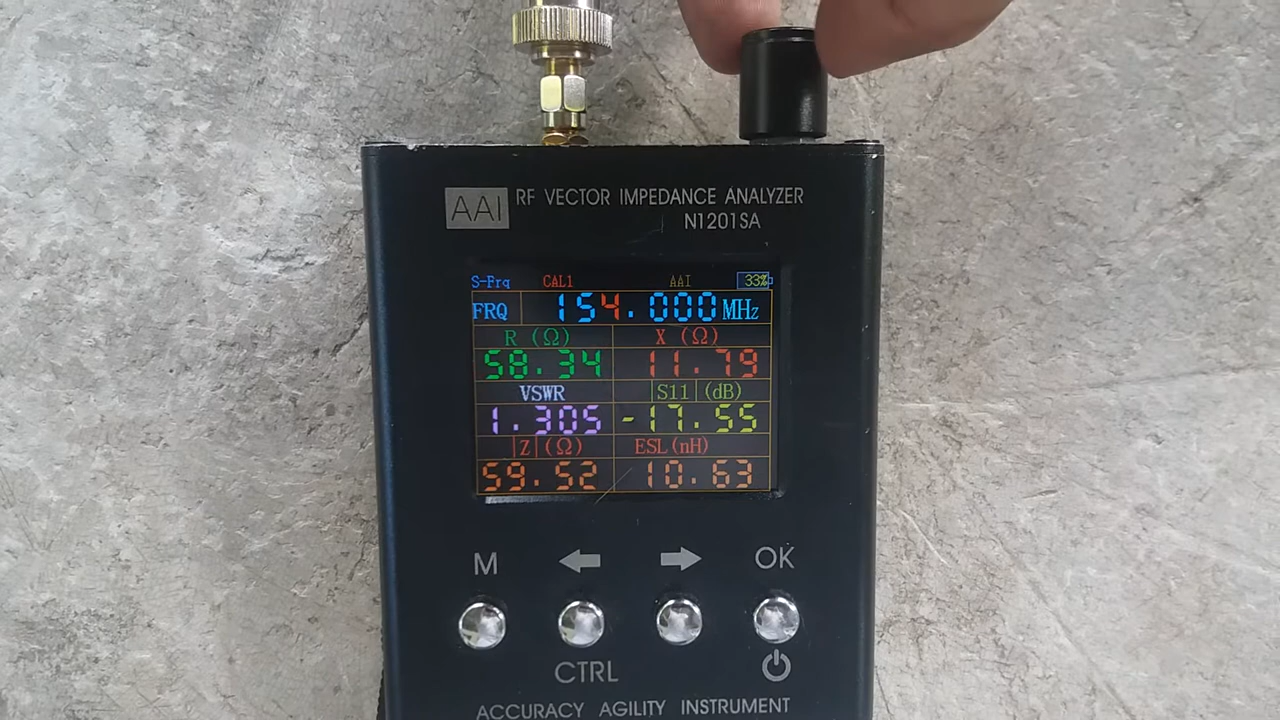 AAI RF VECTOR IMPEDANCE ANALYZER
N1201SA
S-Frq CAL1 AAI 33%
FRQ 154.000 MHz
R (Ω) X (Ω)
58.34 11.79
VSWR |S11|(dB)
1.305 -17.55
|Z|(Ω) ESL(nH)
59.52 10.63
M OK
CTRL
ACCURACY AGILITY INSTRUMENT